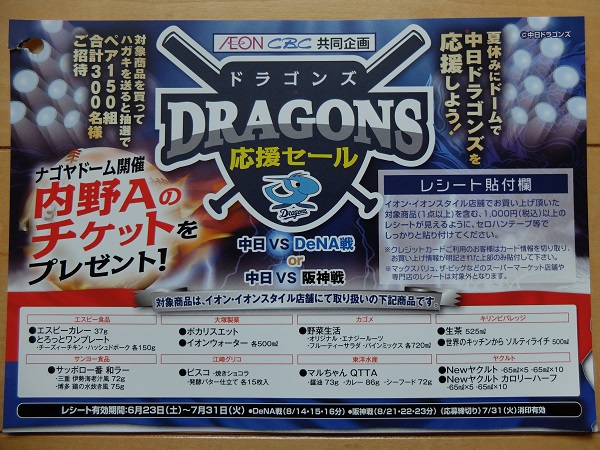 ©中日ドラゴンズ
ÆON CBC 共同企画
夏休みにドームで
中日ドラゴンズを
応援しよう！
対象商品を買って
ハガキを送ると抽選で
ペア150組
合計300名様
ご招待
ドラゴンズ
DRAGONS
応援セール
Dragons
ナゴヤドーム開催
内野Aの
チケットを
プレゼント！
中日 VS DeNA戦
or
中日 VS 阪神戦
レシート貼付欄
イオン・イオンスタイル店舗でお買い上げ頂いた
対象商品(1点以上)を含む、1,000円(税込)以上の
レシートが見えるように、セロハンテープ等で
しっかりと貼り付けてください。
※クレジットカードご利用のお客様はカード情報を切り取り、
お買い上げ情報が明記された上部のみお貼付して下さい。
※マックスバリュ、ザ・ビッグなどのスーパーマーケット店舗や
専門店のレシートは対象外となります。
対象商品は、イオン・イオンスタイル店舗にて取り扱いの下記商品です。
エスビー食品
●エスビーカレー 37g
●とろっとワンプレート
・チーズィーチキン ・ハッシュドポーク 各150g
大塚製薬
●ポカリスエット
●イオンウォーター 各500ml
カゴメ
●野菜生活
・オリジナル ・エナジールーツ
・フルーティーサラダ ・パインミックス 各720ml
キリンビバレッジ
●生茶 525ml
●世界のキッチンから ソルティライチ 500ml
サンヨー食品
●サッポロ一番 和ラー
・三重 伊勢海老汁風 72g
・博多 鶏の水炊き風 75g
江崎グリコ
●ビスコ ・焼きショコラ
・発酵バター仕立て 各15枚入
東洋水産
●マルちゃん QTTA
・醤油 73g ・カレー 86g ・シーフード 72g
ヤクルト
●Newヤクルト ・65ml×5 ・65ml×10
●Newヤクルト カロリーハーフ
・65ml×5 ・65ml×10
レシート有効期間:6月23日(土)～7月31日(火) ●DeNA戦(8/14・15・16分) ●阪神戦(8/21・22・23分) (応募締切り) 7/31(火)消印有効